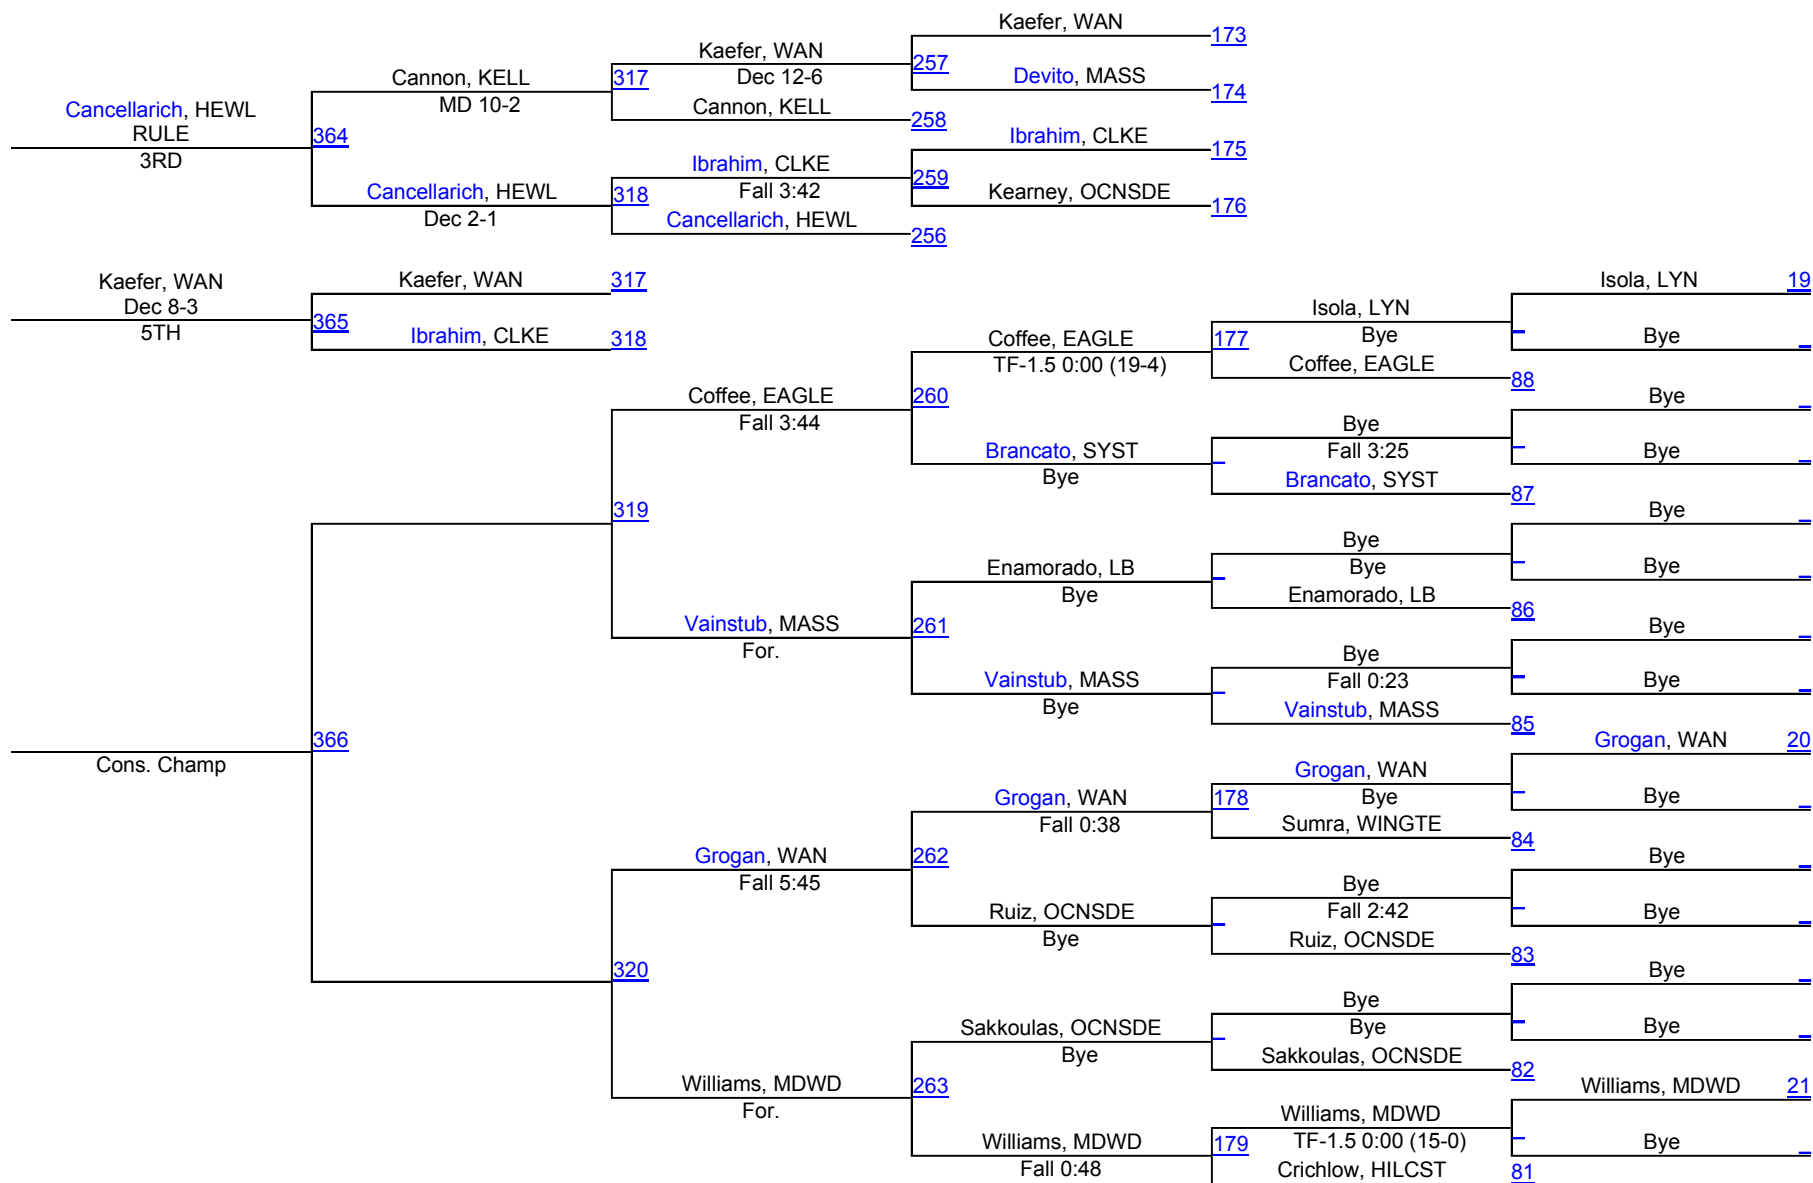 Kaefer, WAN
173
Kaefer, WAN
257
Dec 12-6
Devito, MASS
174
Cannon, KELL
317
MD 10-2
Cannon, KELL
258
Cancellarich, HEWL
RULE
364
3RD
Ibrahim, CLKE
175
Ibrahim, CLKE
259
Fall 3:42
Kearney, OCNSDE
176
Cancellarich, HEWL
318
Dec 2-1
Cancellarich, HEWL
256
Kaefer, WAN
Dec 8-3
365
5TH
Kaefer, WAN
317
Ibrahim, CLKE
318
Isola, LYN
19
Isola, LYN
Bye
Bye
Coffee, EAGLE
177
TF-1.5 0:00 (19-4)
Coffee, EAGLE
88
Coffee, EAGLE
260
Fall 3:44
Bye
Bye
Fall 3:25
Bye
Brancato, SYST
Bye
Brancato, SYST
87
319
Bye
Bye
Bye
Bye
Enamorado, LB
Bye
Enamorado, LB
86
Vainstub, MASS
261
For.
Bye
Bye
Fall 0:23
Bye
Vainstub, MASS
Bye
Vainstub, MASS
85
366
Cons. Champ
Grogan, WAN
20
Grogan, WAN
Bye
Bye
Grogan, WAN
178
Fall 0:38
Sumra, WINGTE
84
Grogan, WAN
262
Fall 5:45
Bye
Bye
Fall 2:42
Bye
Ruiz, OCNSDE
Bye
Ruiz, OCNSDE
83
320
Bye
Bye
Bye
Bye
Sakkoulas, OCNSDE
Bye
Sakkoulas, OCNSDE
82
Williams, MDWD
263
For.
Williams, MDWD
21
Williams, MDWD
TF-1.5 0:00 (15-0)
Bye
Williams, MDWD
179
Fall 0:48
Crichlow, HILCST
81